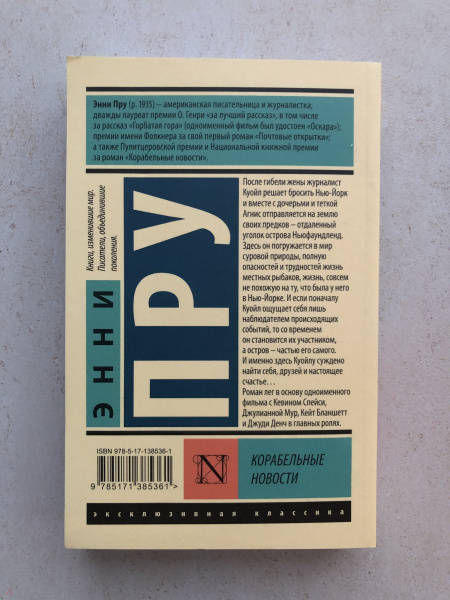 Энни Пру (р. 1935) – американская писательница и журналистка;
дважды лауреат премии О. Генри «за лучший рассказ», в том числе
за рассказ «Горбатая гора» (одноименный фильм был удостоен «Оскара»);
премии имени Фолкнера за свой первый роман «Почтовые открытки»;
а также Пулитцеровской премии и Национальной книжной премии
за роман «Корабельные новости».
Книги, изменившие мир.
Писатели, объединившие
поколения.
ЭННИ
ПРУ
После гибели жены журналист
Куойл решает бросить Нью-Йорк
и вместе с дочерьми и теткой
Агнис отправляется на землю
своих предков – отдаленный
уголок острова Ньюфаундленд.
Здесь он погружается в мир
суровой природы, полную
опасностей и трудностей жизнь
местных рыбаков, жизнь, совсем
не похожую на ту, что была у него
в Нью-Йорке. И если поначалу
Куойл ощущает себя лишь
наблюдателем происходящих
событий, то со временем
он становится их участником,
а остров – частью его самого.
И именно здесь Куойлу суждено
найти себя, друзей и настоящее
счастье...
Роман лег в основу одноименного
фильма с Кевином Спейси,
Джулианной Мур, Кейт Бланшетт
и Джуди Денч в главных ролях.
ISBN 978-5-17-138536-1
9 785171 385361 >
N
КОРАБЕЛЬНЫЕ
НОВОСТИ
эксклюзивная классика